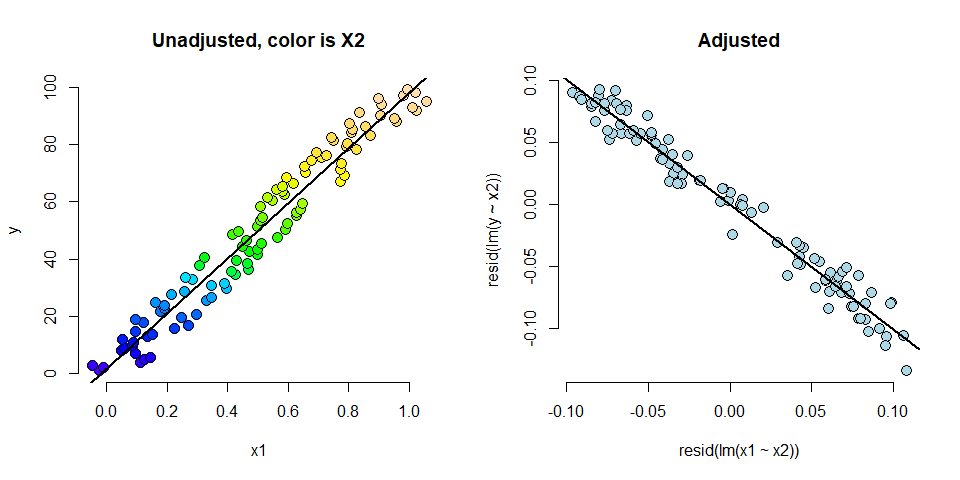 Unadjusted, color is X2
y
100
80
60
40
20
0
0.0 0.2 0.4 0.6 0.8 1.0
x1
Adjusted
resid(lm(y ~ x2))
0.10
0.05
0.00
-0.05
-0.10
-0.10 -0.05 0.00 0.05 0.10
resid(lm(x1 ~ x2))